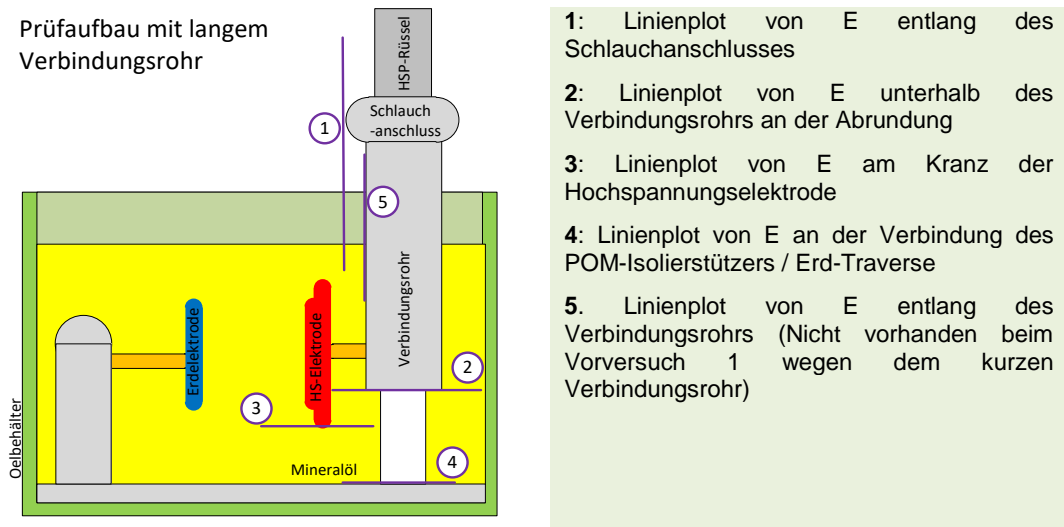 Prüfaufbau mit langem
Verbindungsrohr
HSP-Rüssel
Schlauch
-anschluss
1
5
Verbindungsrohr
Erdelektrode
HS-Elektrode
2
3
Mineralöl
4
Oelbehälter
1: Linienplot von E entlang des
Schlauchanschlusses
2: Linienplot von E unterhalb des
Verbindungsrohrs an der Abrundung
3: Linienplot von E am Kranz der
Hochspannungselektrode
4: Linienplot von E an der Verbindung des
POM-Isolierstützers / Erd-Traverse
5. Linienplot von E entlang des
Verbindungsrohrs (Nicht vorhanden beim
Vorversuch 1 wegen dem kurzen
Verbindungsrohr)